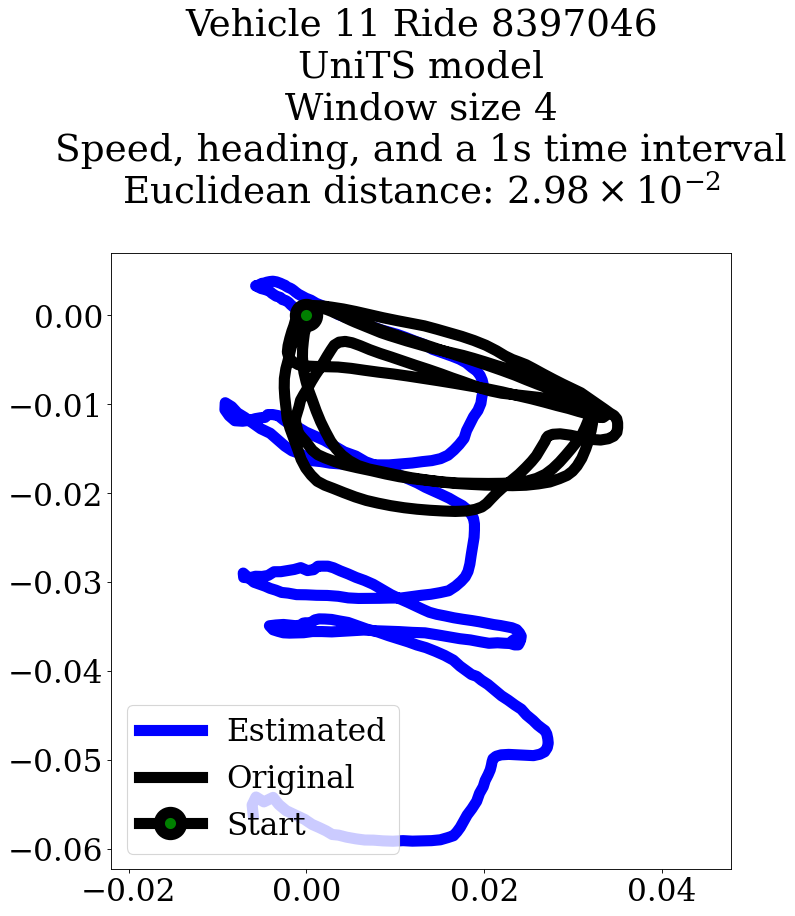 Vehicle 11 Ride 8397046
UniTS model
Window size 4
Speed, heading, and a 1s time interval
Euclidean distance: 2.98 × 10⁻²
0.00
−0.01
−0.02
−0.03
−0.04
−0.05
−0.06
Estimated
Original
Start
−0.02 0.00 0.02 0.04